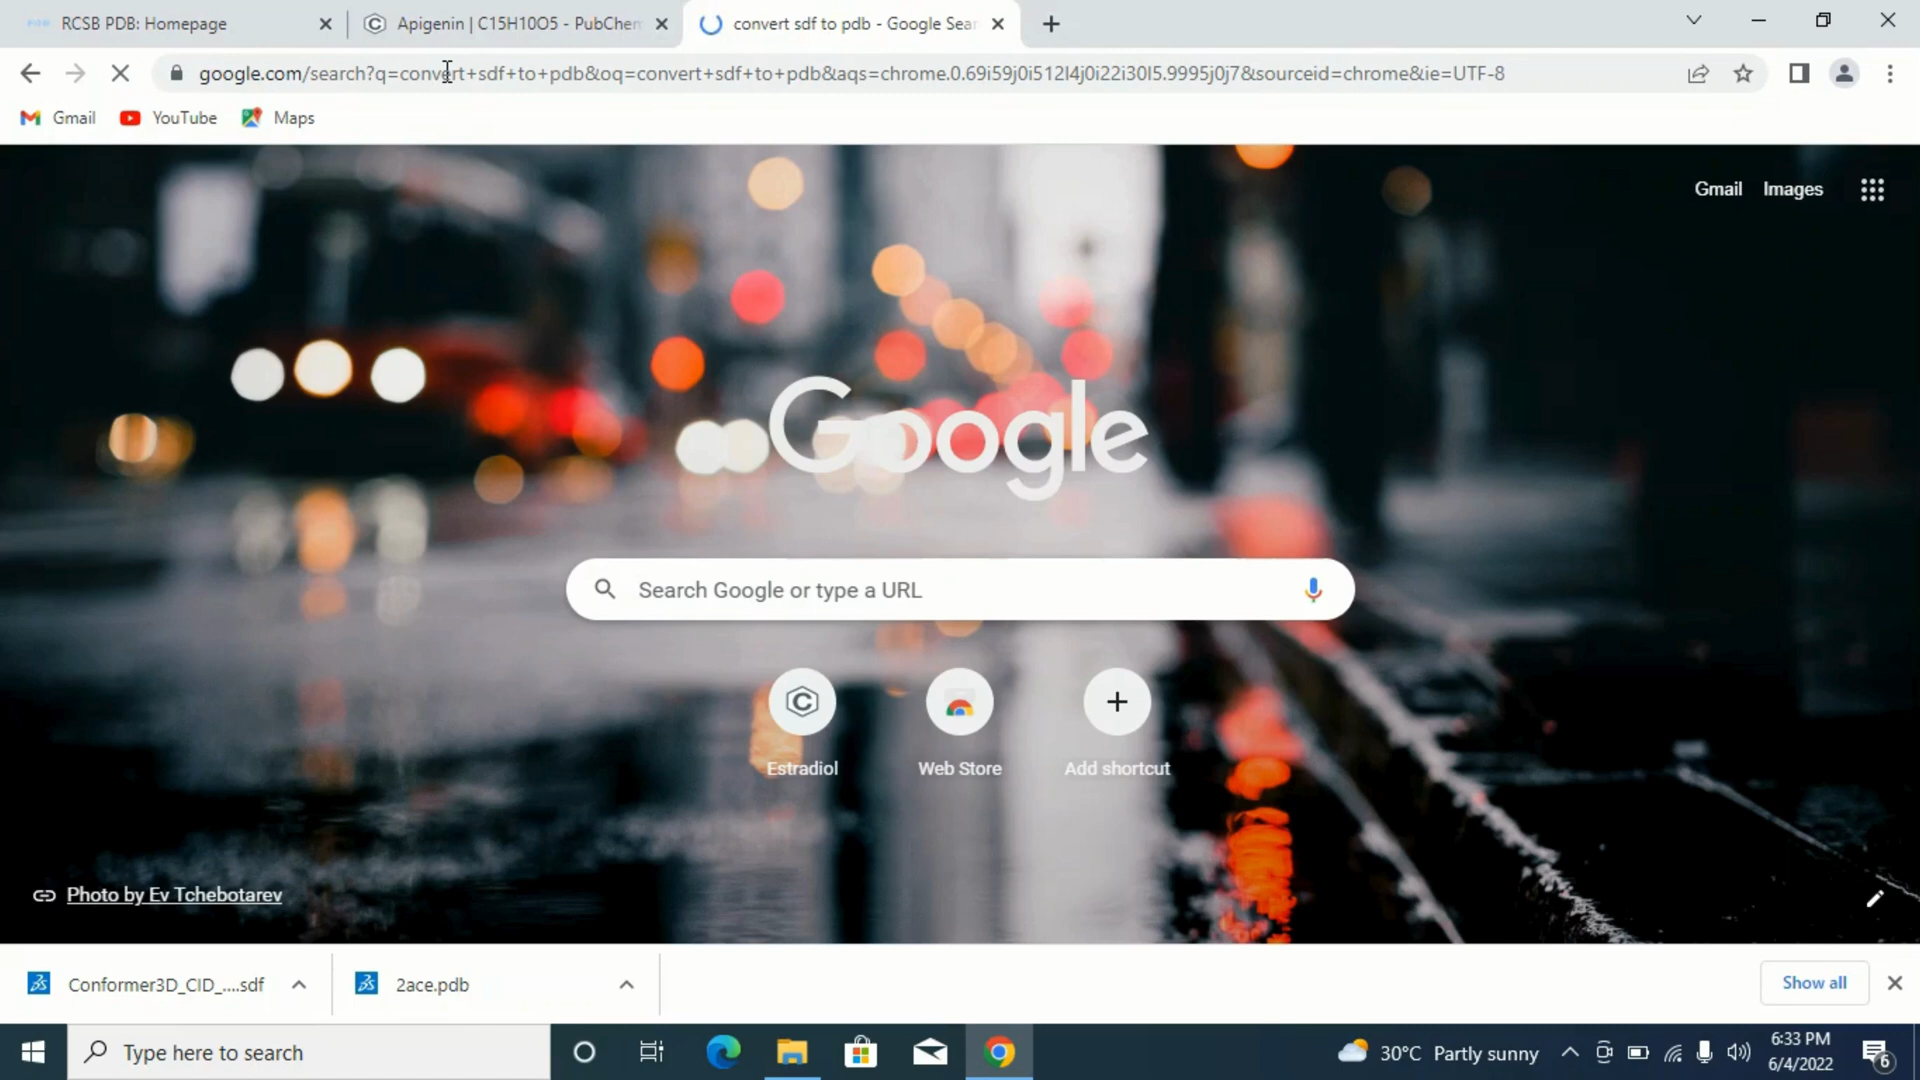 RCSB PDB: Homepage
Apigenin | C15H10O5 - PubChem
convert sdf to pdb - Google Sear
google.com/search?q=convert+sdf+to+pdb&oq=convert+sdf+to+pdb&aqs=chrome.0.69i59j0i512l4j0i22i30l5.9995j0j7&sourceid=chrome&ie=UTF-8
Gmail YouTube Maps
Gmail Images
Google
Search Google or type a URL
Estradiol Web Store Add shortcut
Photo by Ev Tchebotarev
Conformer3D_CID_....sdf
2ace.pdb
Show all
Type here to search
30°C Partly sunny
6:33 PM
6/4/2022
6